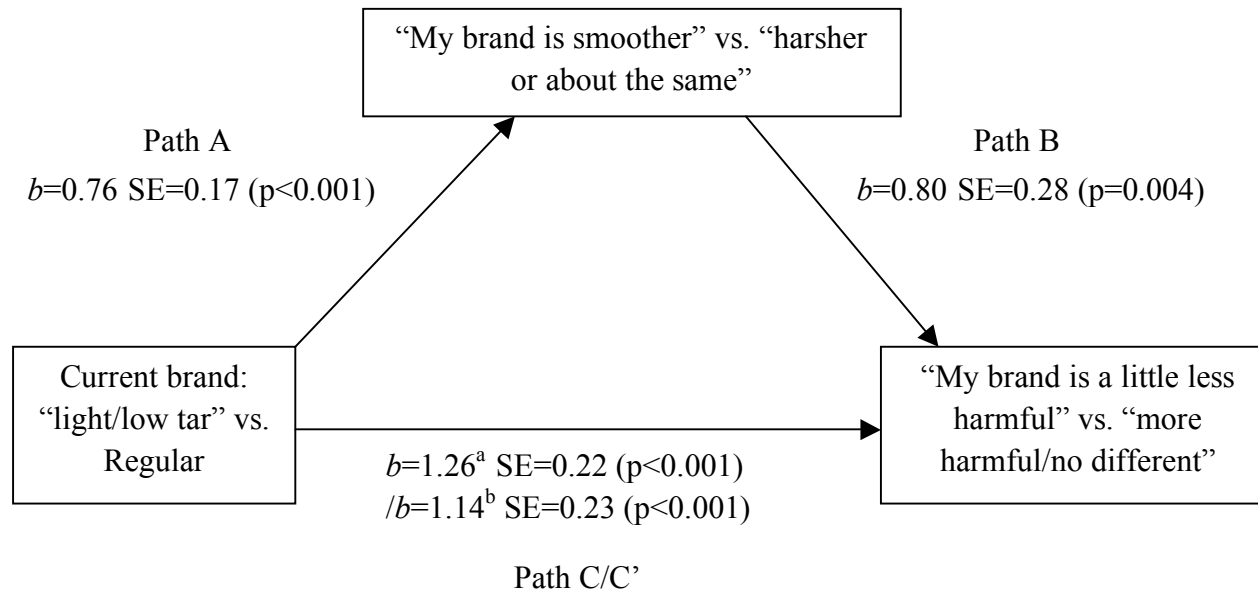 “My brand is smoother” vs. “harsher
or about the same”
Path A
b=0.76 SE=0.17 (p<0.001)
Path B
b=0.80 SE=0.28 (p=0.004)
Current brand:
“light/low tar” vs.
Regular
“My brand is a little less
harmful” vs. “more
harmful/no different”
b=1.26ᵃ SE=0.22 (p<0.001)
/b=1.14ᵇ SE=0.23 (p<0.001)
Path C/C’